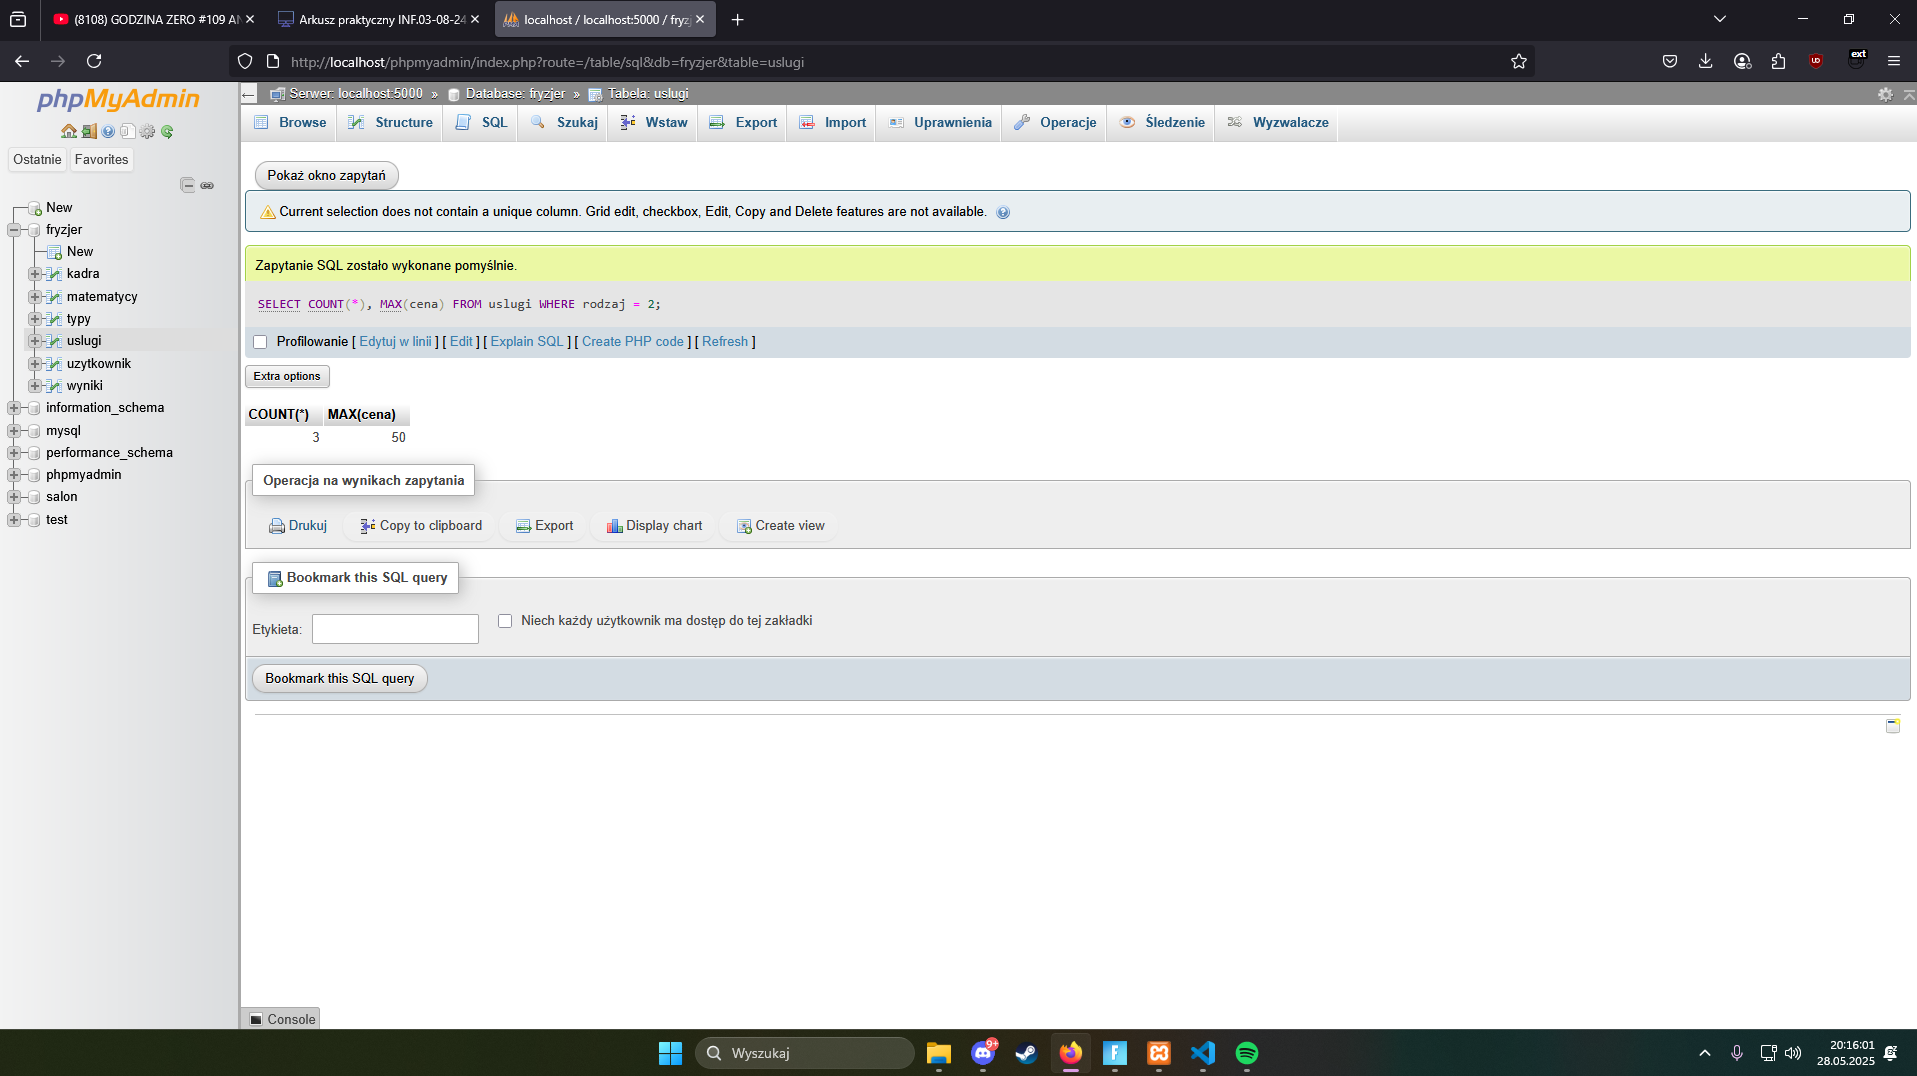 (8108) GODZINA ZERO #109 AN
Arkusz praktyczny INF.03-08-24
localhost / localhost:5000 / fryzj
http://localhost/phpmyadmin/index.php?route=/table/sql&db=fryzjer&table=uslugi
ext
phpMyAdmin
Ostatnie Favorites
New
fryzjer
New
kadra
matematycy
typy
uslugi
uzytkownik
wyniki
information_schema
mysql
performance_schema
phpmyadmin
salon
test
Serwer: localhost:5000 » Database: fryzjer » Tabela: uslugi
Browse Structure SQL Szukaj Wstaw Export Import Uprawnienia Operacje Śledzenie Wyzwalacze
Pokaż okno zapytań
Current selection does not contain a unique column. Grid edit, checkbox, Edit, Copy and Delete features are not available.
Zapytanie SQL zostało wykonane pomyślnie.
SELECT COUNT(*), MAX(cena) FROM uslugi WHERE rodzaj = 2;
Profilowanie [ Edytuj w linii ] [ Edit ] [ Explain SQL ] [ Create PHP code ] [ Refresh ]
Extra options
COUNT(*) MAX(cena)
3 50
Operacja na wynikach zapytania
Drukuj Copy to clipboard Export Display chart Create view
Bookmark this SQL query
Etykieta: Niech każdy użytkownik ma dostęp do tej zakładki
Bookmark this SQL query
Console
Wyszukaj
9+
20:16:01
28.05.2025